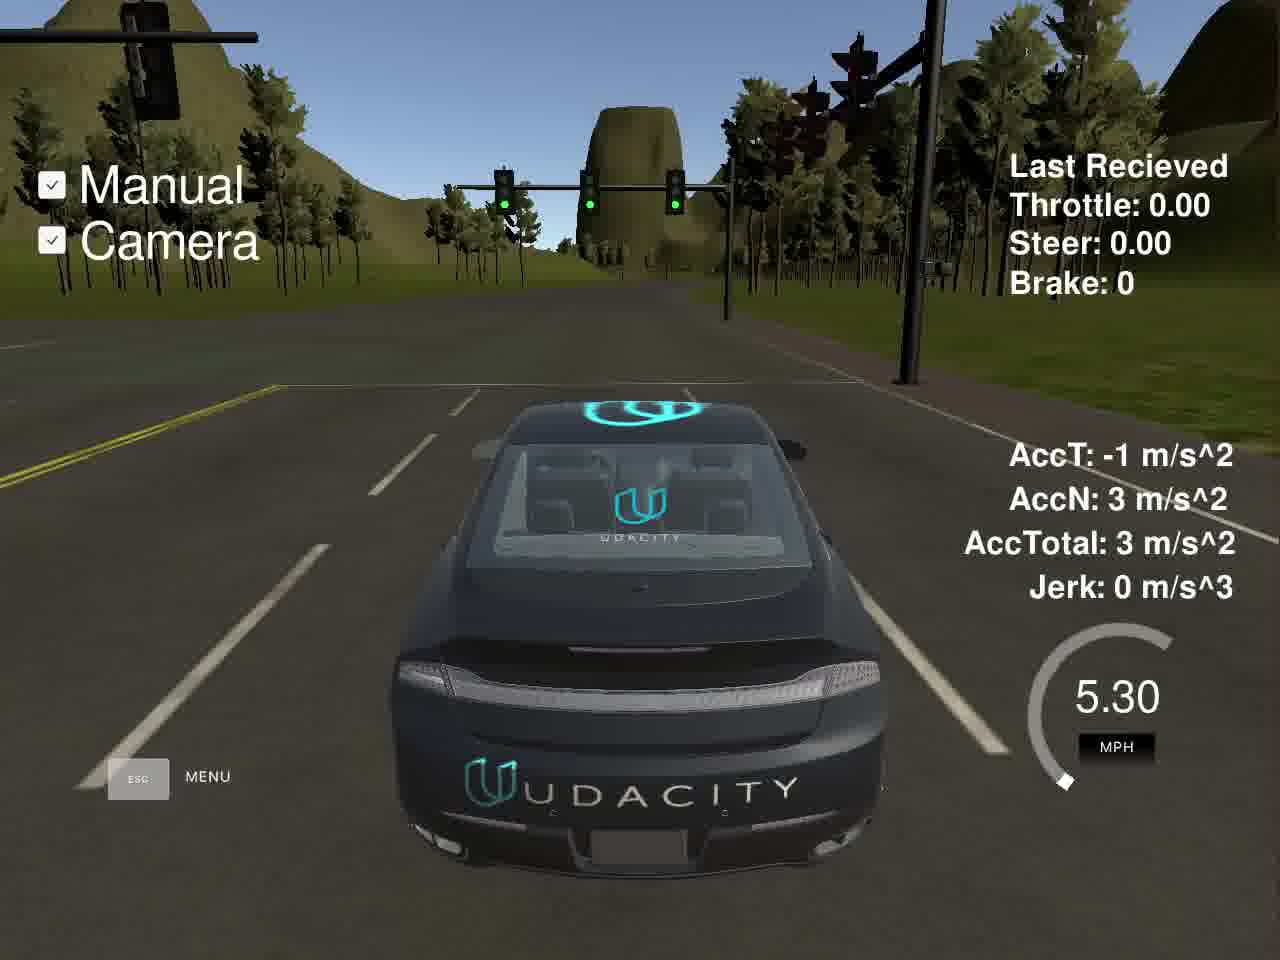 Manual
Camera
Last Recieved
Throttle: 0.00
Steer: 0.00
Brake: 0
AccT: -1 m/s^2
AccN: 3 m/s^2
AccTotal: 3 m/s^2
Jerk: 0 m/s^3
5.30
MPH
ESC
MENU
UDACITY
UDACITY